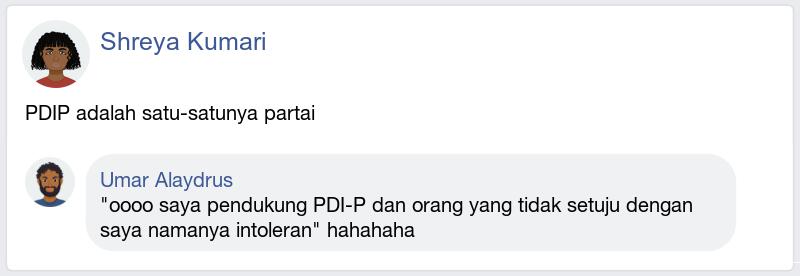 Shreya Kumari
PDIP adalah satu-satunya partai
Umar Alaydrus
"oooo saya pendukung PDI-P dan orang yang tidak setuju dengan
saya namanya intoleran" hahahaha